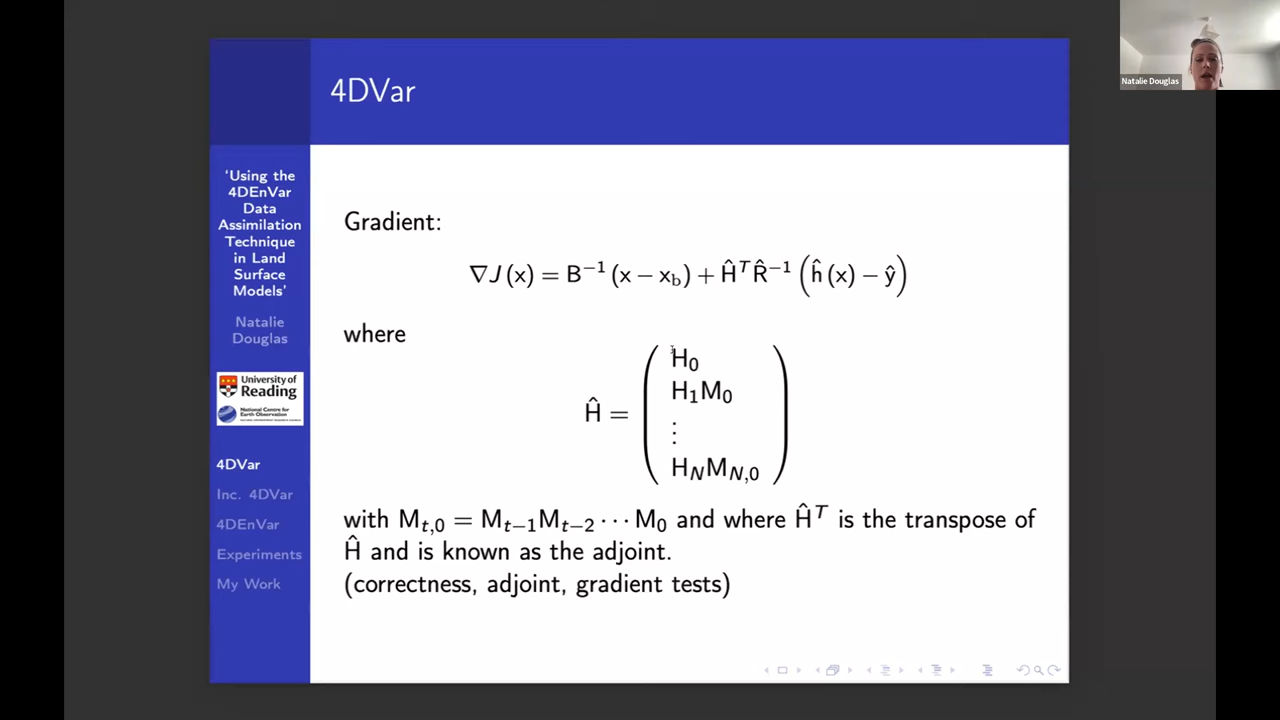 4DVar
Natalie Douglas
'Using the
4DEnVar
Data
Assimilation
Technique
in Land
Surface
Models'
Natalie
Douglas
University of
Reading
National Centre for
Earth Observation
4DVar
Inc. 4DVar
4DEnVar
Experiments
My Work
Gradient:
∇J(x) = B⁻¹(x − x_b) + Ĥᵀ R̂⁻¹ (ĥ(x) − ŷ)
where
H₀
H₁M₀
Ĥ =
⋮
H_N M_{N,0}
with M_{t,0} = M_{t−1}M_{t−2} ⋯ M₀ and where Ĥᵀ is the transpose of
Ĥ and is known as the adjoint.
(correctness, adjoint, gradient tests)